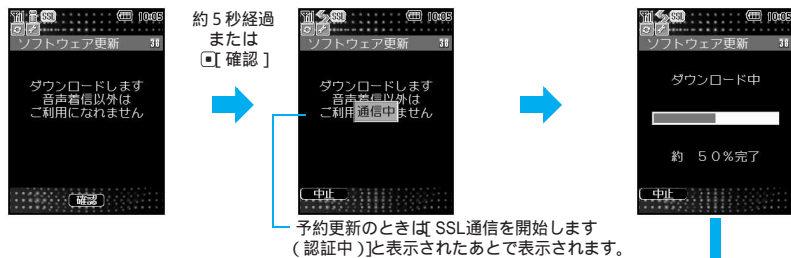 SSL 10:05
ソフトウェア更新 38
ダウンロードします
音声着信以外は
ご利用になれません
確認
約5秒経過
または
[確認]
SSL 10:05
ソフトウェア更新 38
ダウンロードします
音声着信以外は
ご利用 通信中 ません
中止
予約更新のときは[SSL通信を開始します
(認証中)]と表示されたあとで表示されます。
SSL 10:05
ソフトウェア更新 38
ダウンロード中
約 50%完了
中止